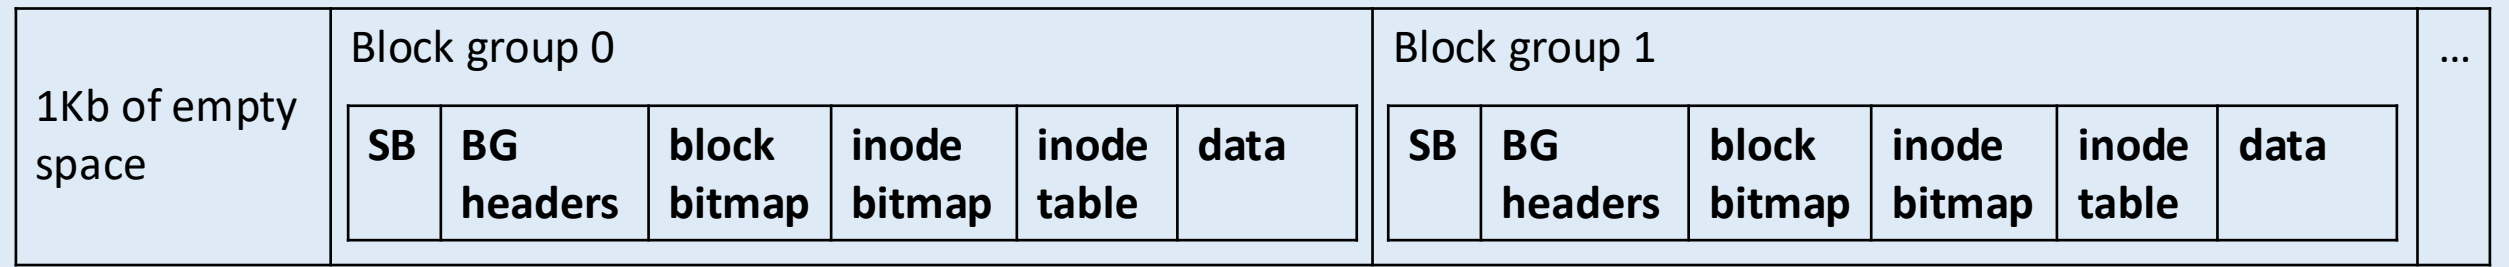 1Kb of empty
space
Block group 0
SB
BG
headers
block
bitmap
inode
bitmap
inode
table
data
Block group 1
SB
BG
headers
block
bitmap
inode
bitmap
inode
table
data
...